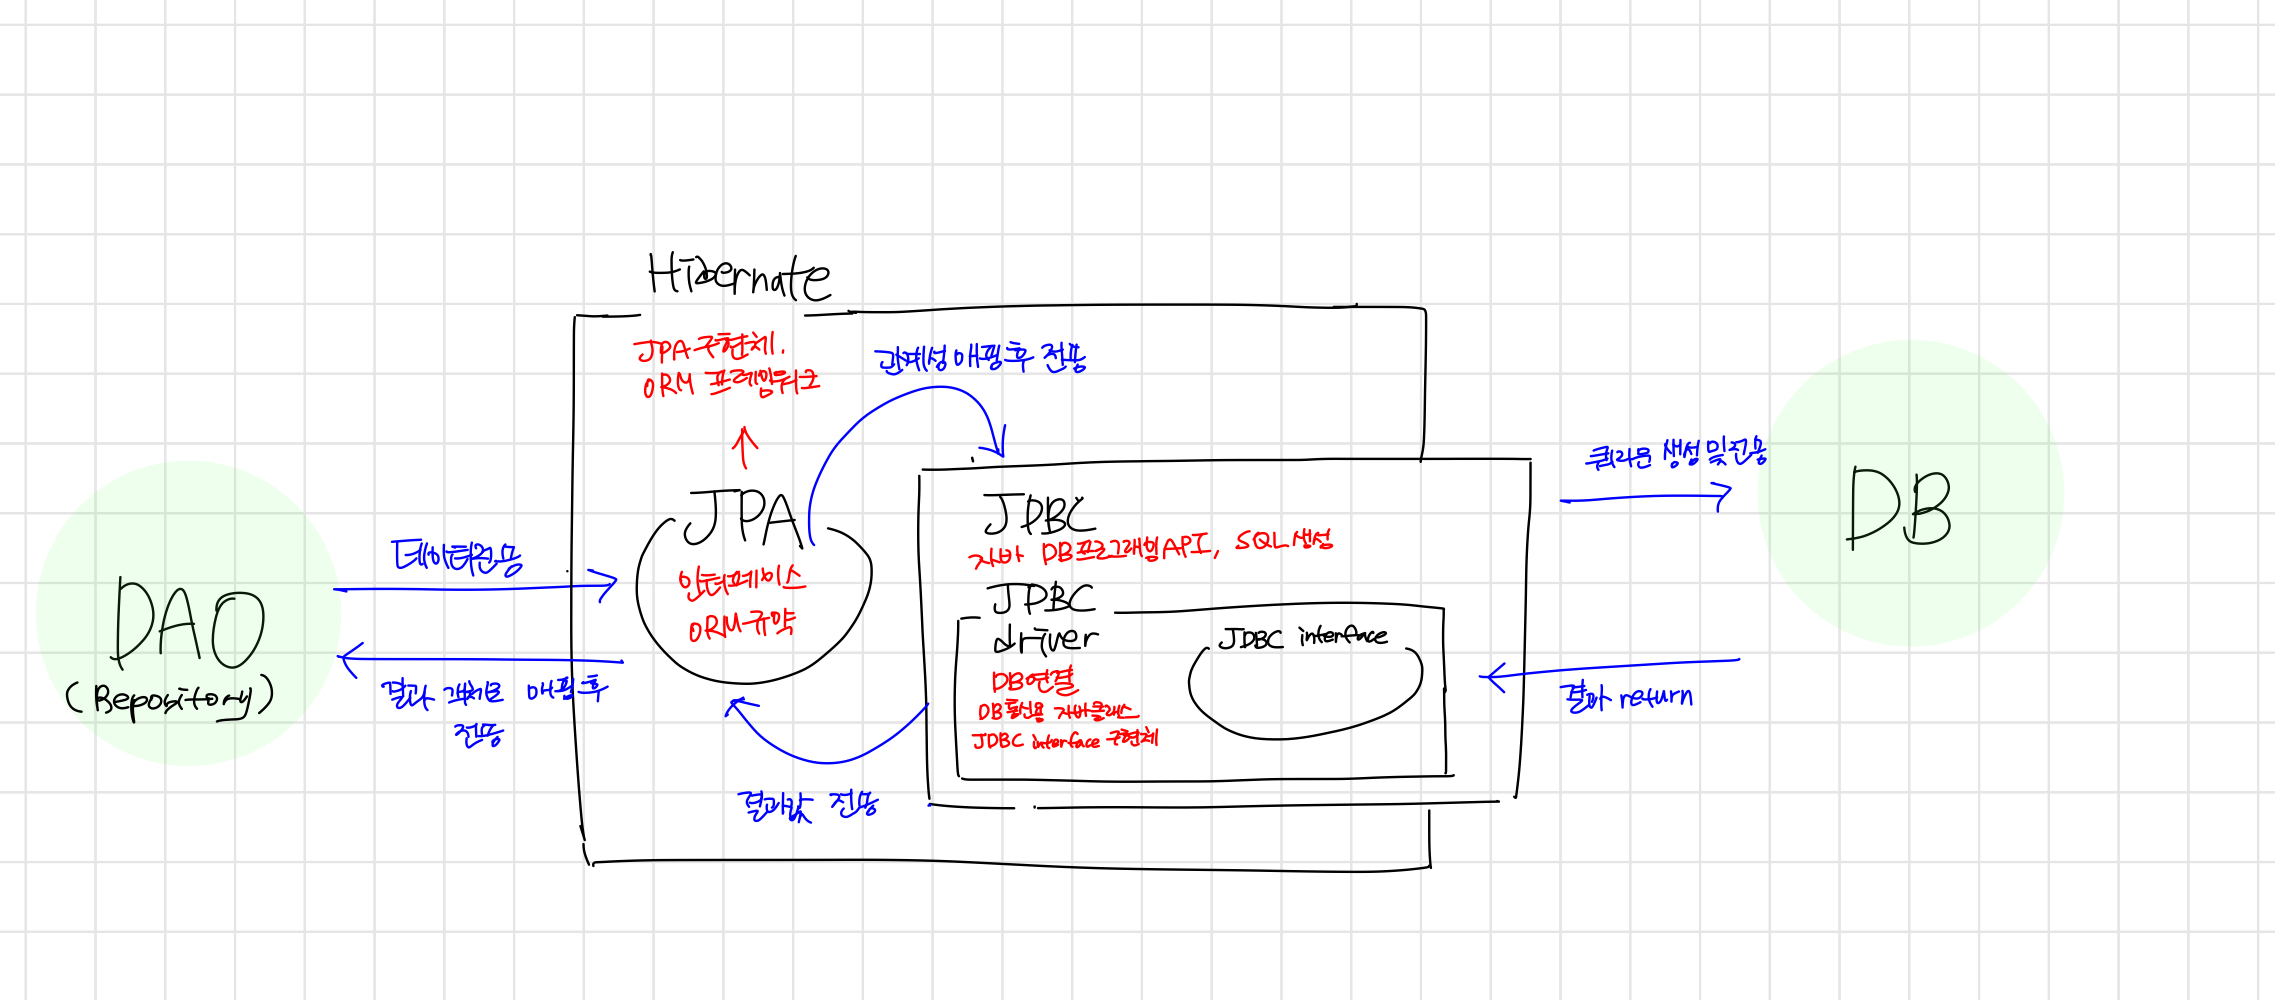 Hibernate
JPA 구현체.
ORM 프레임워크
관계성 매핑 후 전송
JPA
인터페이스
ORM 규약
DAO
(Repository)
데이터전송
결과 객체로 매핑 후
전송
JPBC
자바 DB프로그래밍API, SQL 생성
JPBC
driver
DB연결
DB통신용 자바클래스
JDBC interface 구현체
JDBC interface
결과값 전송
쿼리문 생성 및 전송
결과 return
DB